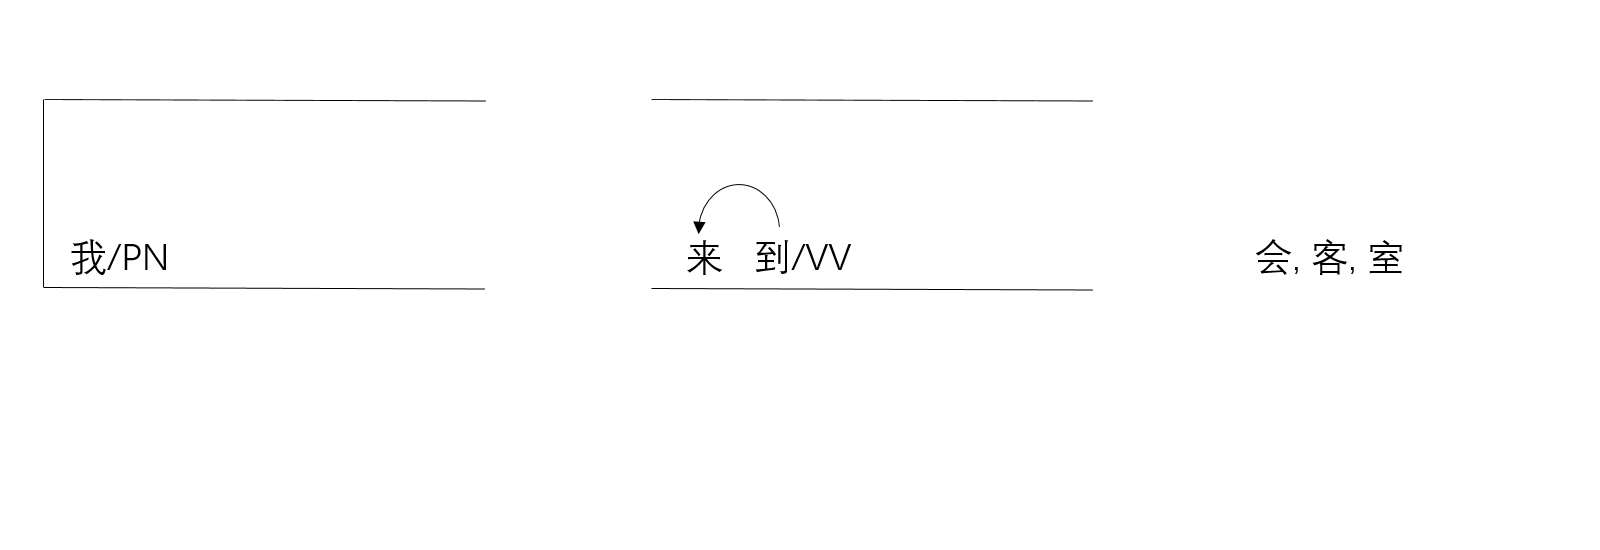 我/PN 来 到/VV 会, 客, 室